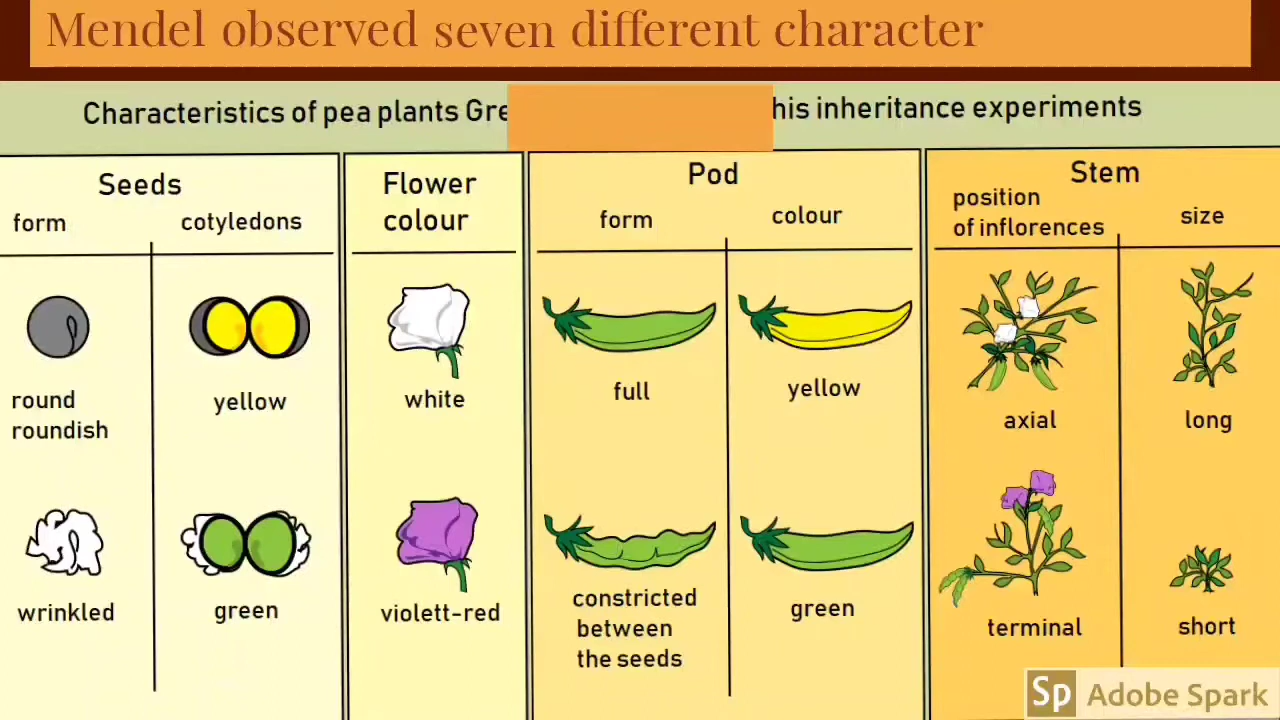 Mendel observed seven different character
Characteristics of pea plants Gre
his inheritance experiments
Seeds
form
cotyledons
round
roundish
yellow
wrinkled
green
Flower
colour
white
violett-red
Pod
form
colour
full
yellow
constricted
between
the seeds
green
Stem
position
of inflorences
size
axial
long
terminal
short
Sp Adobe Spark